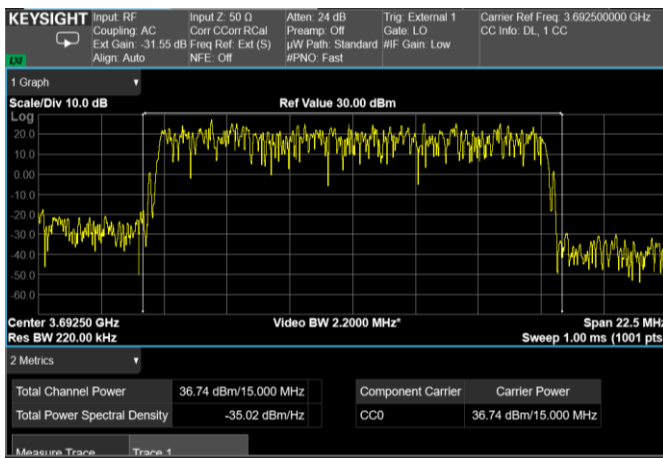 KEYSIGHT Input: RF Input Z: 50 Ω Atten: 24 dB Trig: External 1 Carrier Ref Freq: 3.692500000 GHz
Coupling: AC Corr CCorr RCal Preamp: Off Gate: LO CC Info: DL, 1 CC
Ext Gain: -31.55 dB Freq Ref: Ext (S) µW Path: Standard #IF Gain: Low
LXI Align: Auto NFE: Off #PNO: Fast
1 Graph
Scale/Div 10.0 dB Ref Value 30.00 dBm
Log
20.0
10.0
0.00
-10.0
-20.0
-30.0
-40.0
-50.0
-60.0
Center 3.69250 GHz Video BW 2.2000 MHz* Span 22.5 MHz
Res BW 220.00 kHz Sweep 1.00 ms (1001 pts
2 Metrics
Total Channel Power 36.74 dBm/15.000 MHz Component Carrier Carrier Power
Total Power Spectral Density -35.02 dBm/Hz CC0 36.74 dBm/15.000 MHz
Measure Trace Trace 1